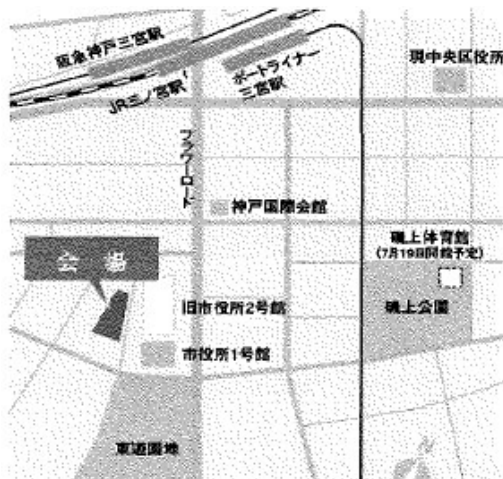 阪急神戸三宮駅
JR三ノ宮駅
ポートライナー
三宮駅
現中央区役所
フラワーロード
神戸国際会館
磯上体育館
(7月19日開館予定)
会場
旧市役所2号館
磯上公園
市役所1号館
東遊園地